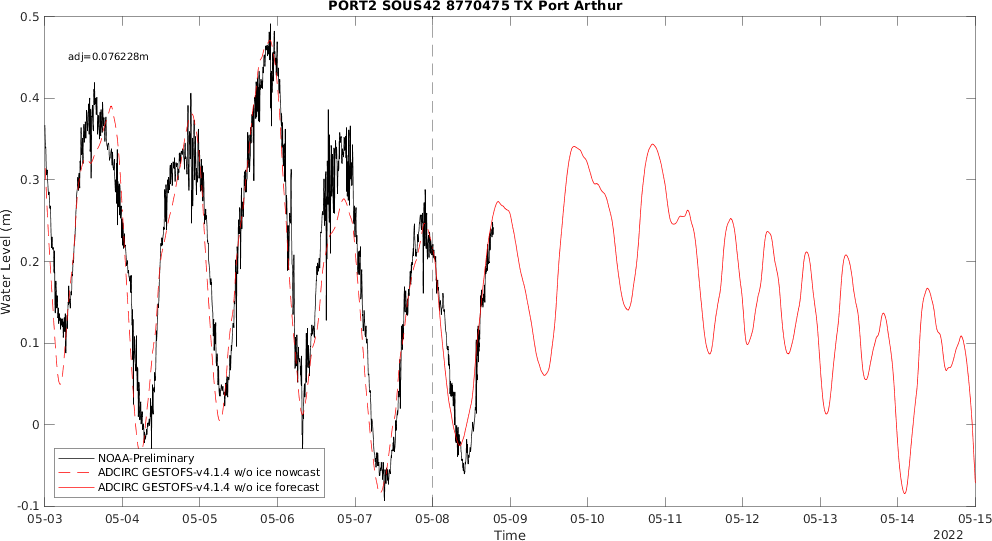 PORT2 SOUS42 8770475 TX Port Arthur
0.5
adj=0.076228m
0.4
0.3
0.2
0.1
0
-0.1
Water Level (m)
NOAA-Preliminary
ADCIRC GESTOFS-v4.1.4 w/o ice nowcast
ADCIRC GESTOFS-v4.1.4 w/o ice forecast
05-03 05-04 05-05 05-06 05-07 05-08 05-09 05-10 05-11 05-12 05-13 05-14 05-15
Time
2022